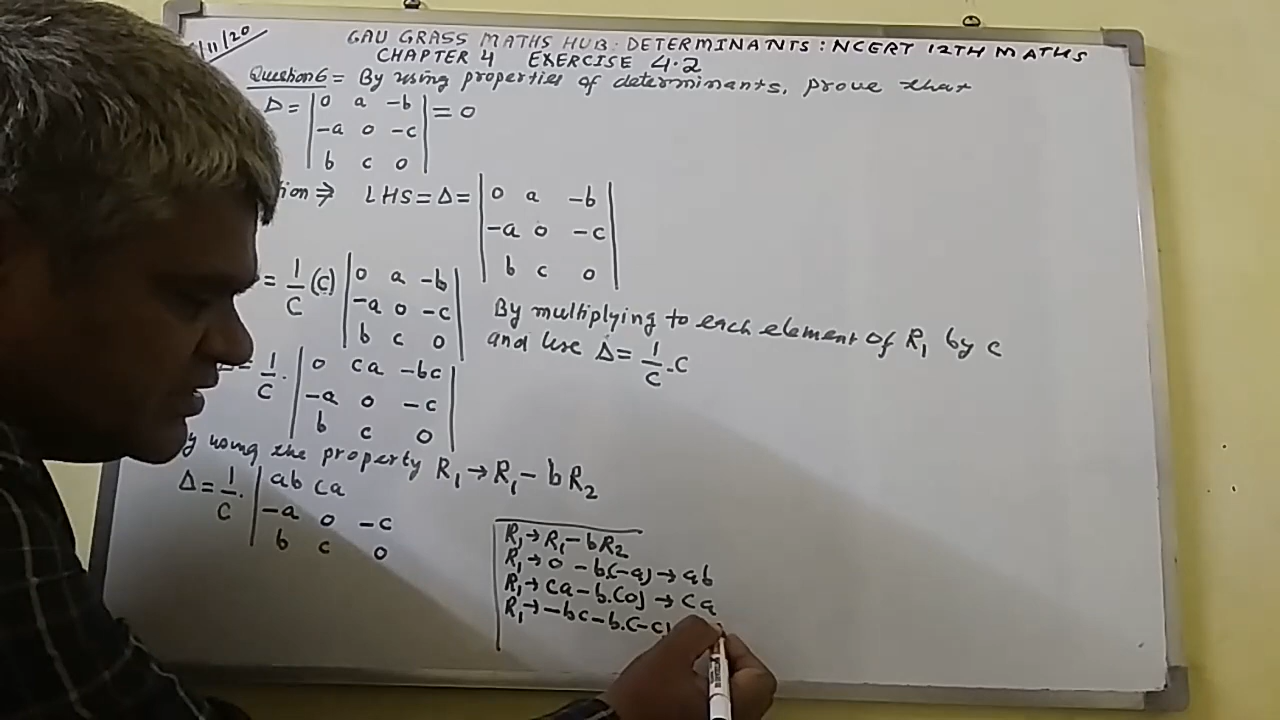 /11/20
GAU GRASS MATHS HUB: DETERMINANTS: NCERT 12TH MATHS
CHAPTER 4 EXERCISE 4.2
Question 6 = By using properties of determinants, prove that
Δ = | 0 a -b | = 0
| -a 0 -c |
| b c 0 |
tion ⇒ LHS = Δ = | 0 a -b |
| -a 0 -c |
| b c 0 |
= 1/C (C) | 0 a -b |
| -a 0 -c |
| b c 0 |
By multiplying to each element of R₁ by c
and use Δ = 1/C . C
= 1/C . | 0 ca -bc |
| -a 0 -c |
| b c 0 |
y using the property R₁ → R₁ - bR₂
Δ = 1/C . | ab ca
| -a 0 -c
| b c 0
R₁ → R₁ - bR₂
R₁ → 0 - b(-a) → ab
R₁ → ca - b.(0) → ca
R₁ → -bc - b.(-c)